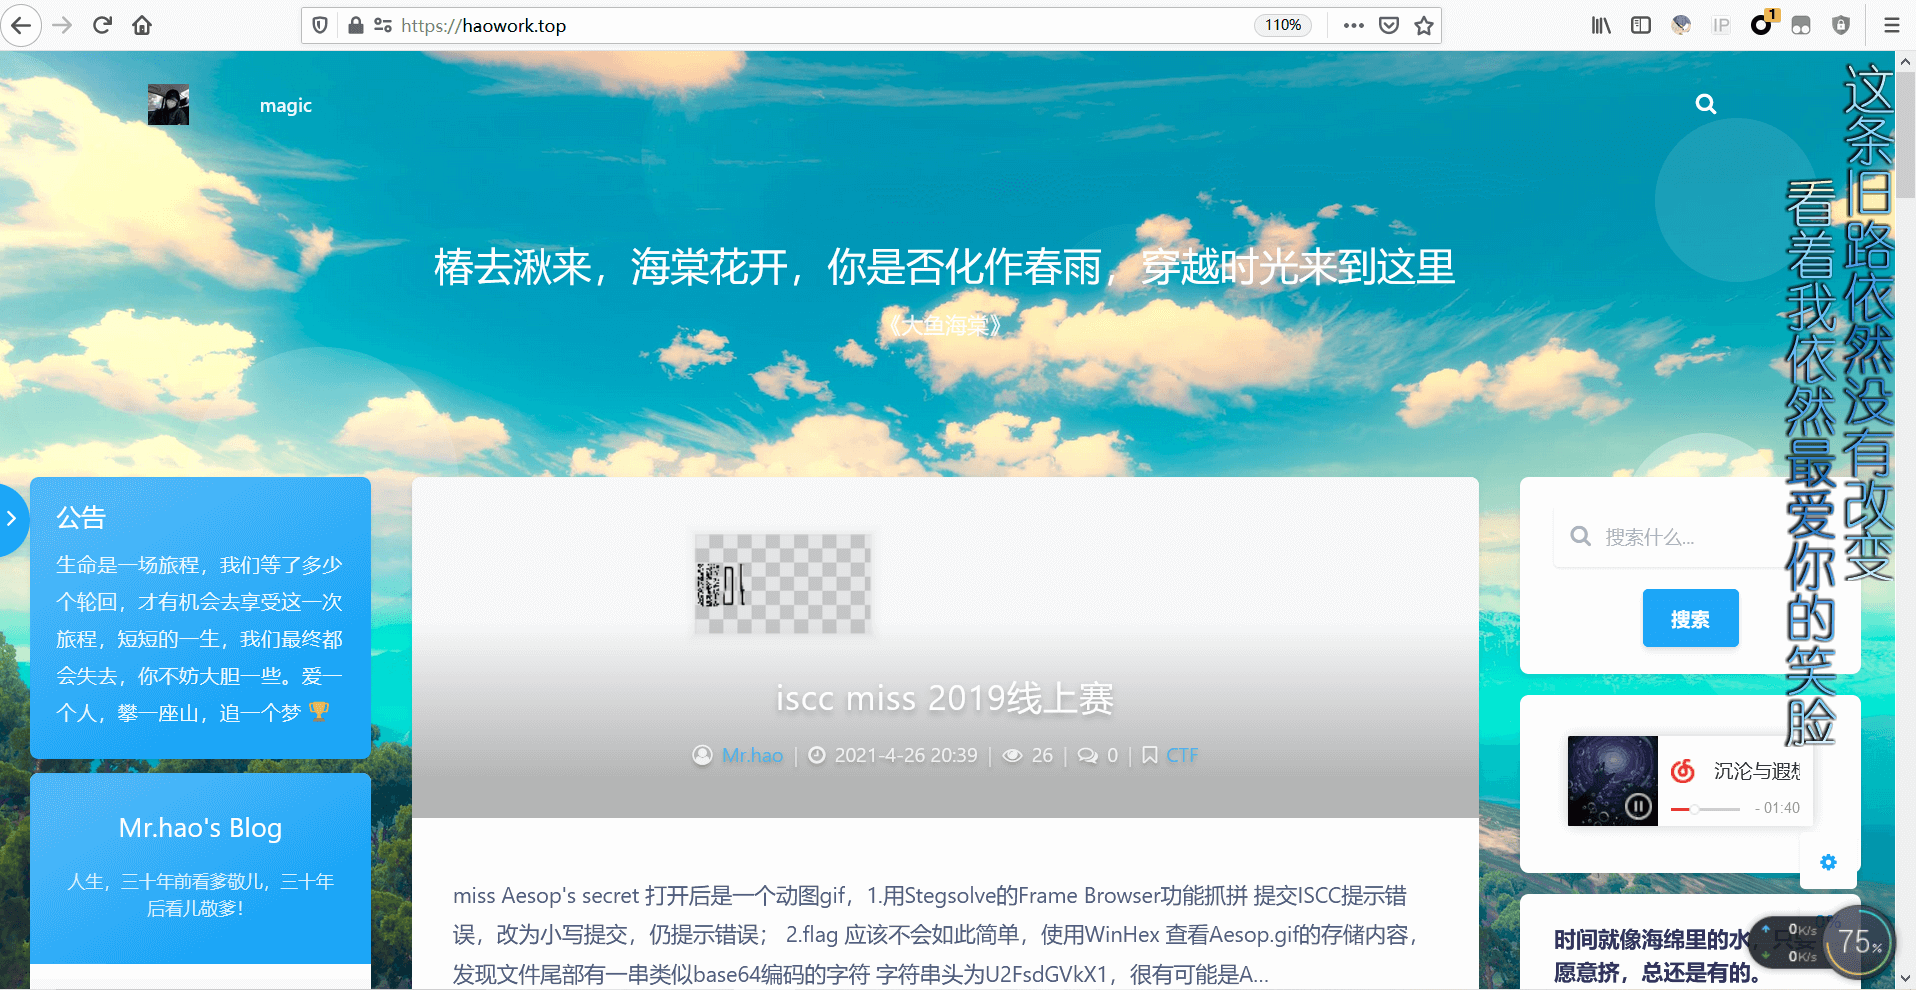 https://haowork.top
110%
IP
1
magic
椿去湫来，海棠花开，你是否化作春雨，穿越时光来到这里
《大鱼海棠》
这条旧路依然没有改变
看着我依然最爱你的笑脸
公告
生命是一场旅程，我们等了多少
个轮回，才有机会去享受这一次
旅程，短短的一生，我们最终都
会失去，你不妨大胆一些。爱一
个人，攀一座山，追一个梦 🏆
Mr.hao's Blog
人生，三十年前看爹敬儿，三十年
后看儿敬爹！
iscc miss 2019线上赛
Mr.hao | 2021-4-26 20:39 | 26 | 0 | CTF
miss Aesop's secret 打开后是一个动图gif，1.用Stegsolve的Frame Browser功能抓拼 提交ISCC提示错
误，改为小写提交，仍提示错误； 2.flag 应该不会如此简单，使用WinHex 查看Aesop.gif的存储内容，
发现文件尾部有一串类似base64编码的字符 字符串头为U2FsdGVkX1，很有可能是A...
搜索什么...
搜索
沉沦与遐想
- 01:40
时间就像海绵里的水，只要
愿意挤，总还是有的。
0K/s
0K/s
75%